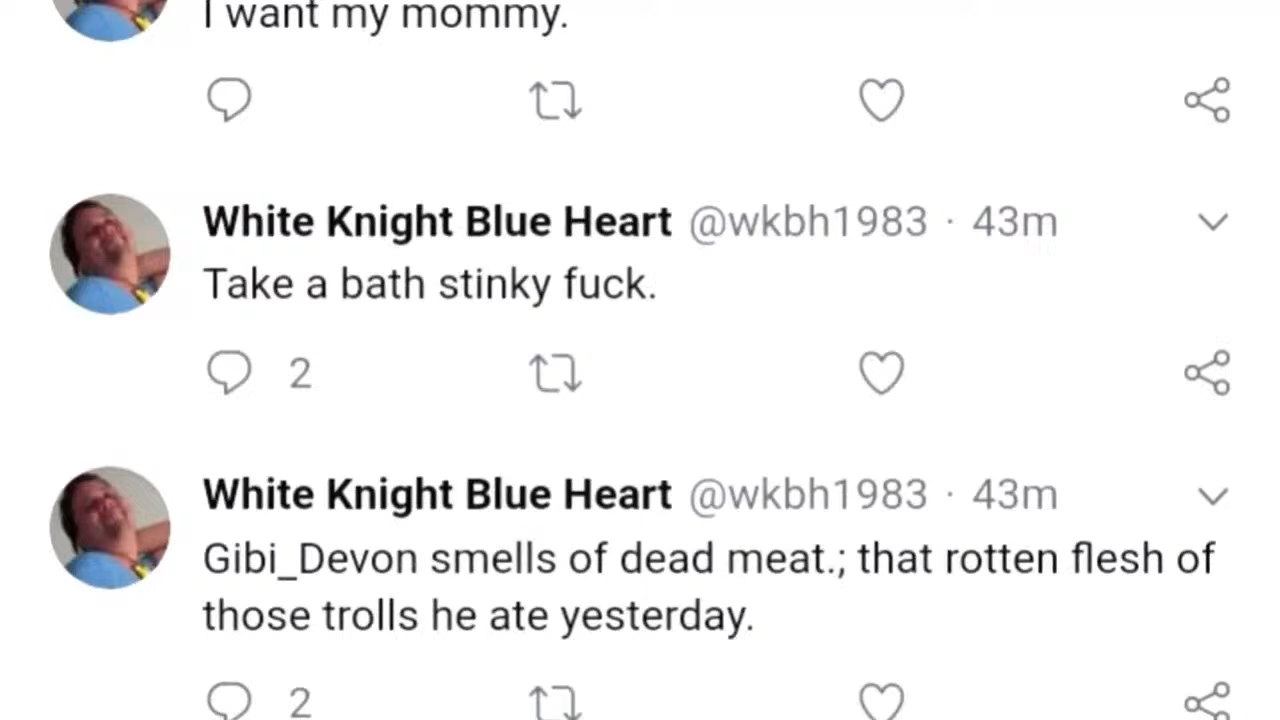 I want my mommy.
White Knight Blue Heart @wkbh1983 · 43m
Take a bath stinky fuck.
2
White Knight Blue Heart @wkbh1983 · 43m
Gibi_Devon smells of dead meat.; that rotten flesh of
those trolls he ate yesterday.
2